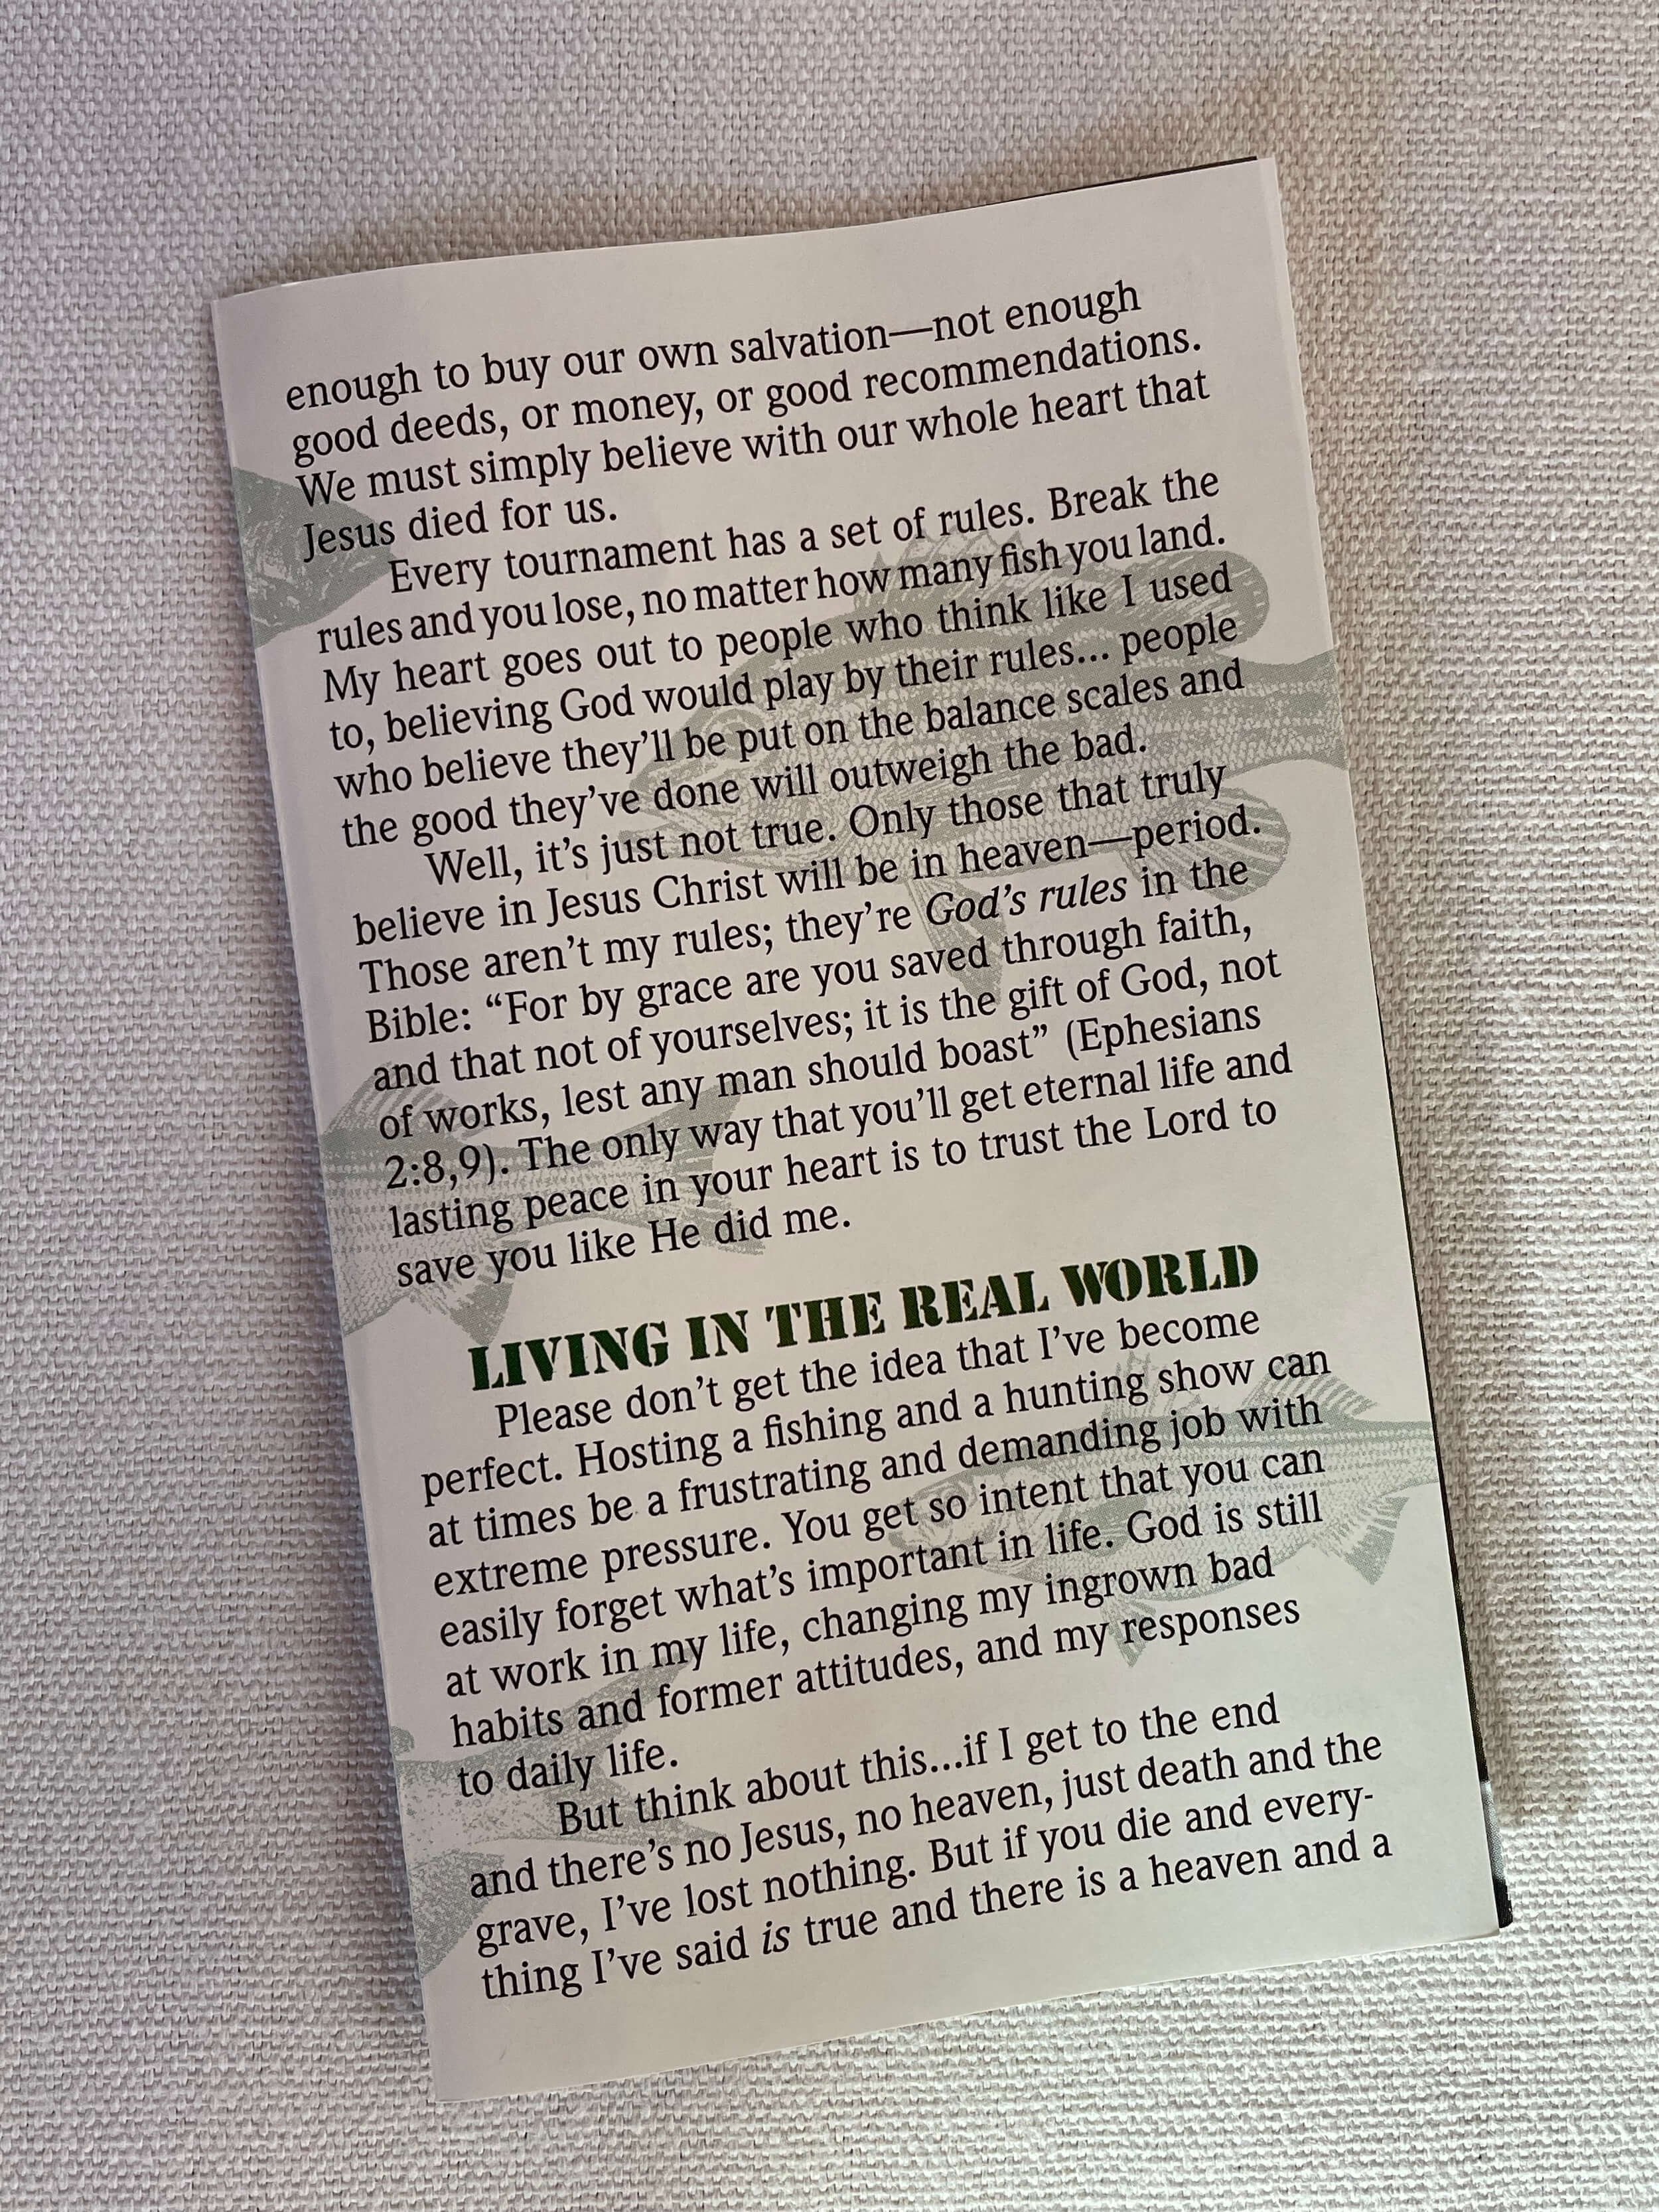 enough to buy our own salvation—not enough
good deeds, or money, or good recommendations.
We must simply believe with our whole heart that
Jesus died for us.
Every tournament has a set of rules. Break the
rules and you lose, no matter how many fish you land.
My heart goes out to people who think like I used
to, believing God would play by their rules... people
who believe they’ll be put on the balance scales and
the good they’ve done will outweigh the bad.
Well, it’s just not true. Only those that truly
believe in Jesus Christ will be in heaven—period.
Those aren’t my rules; they’re God’s rules in the
Bible: “For by grace are you saved through faith,
and that not of yourselves; it is the gift of God, not
of works, lest any man should boast” (Ephesians
2:8,9). The only way that you’ll get eternal life and
lasting peace in your heart is to trust the Lord to
save you like He did me.
LIVING IN THE REAL WORLD
Please don’t get the idea that I’ve become
perfect. Hosting a fishing and a hunting show can
at times be a frustrating and demanding job with
extreme pressure. You get so intent that you can
easily forget what’s important in life. God is still
at work in my life, changing my ingrown bad
habits and former attitudes, and my responses
to daily life.
But think about this...if I get to the end
and there’s no Jesus, no heaven, just death and the
grave, I’ve lost nothing. But if you die and every-
thing I’ve said is true and there is a heaven and a